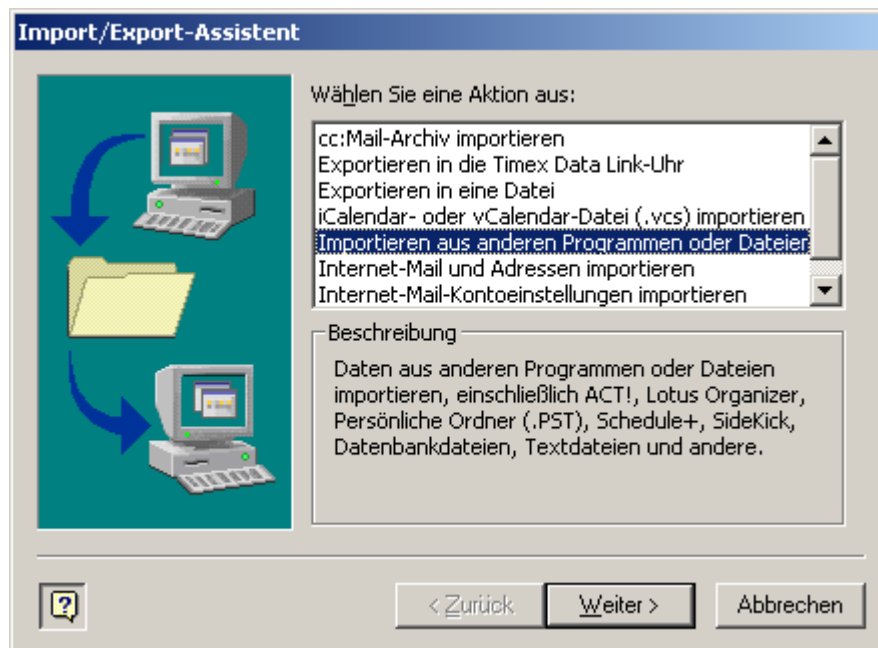 Import/Export-Assistent
Wählen Sie eine Aktion aus:
cc:Mail-Archiv importieren
Exportieren in die Timex Data Link-Uhr
Exportieren in eine Datei
iCalendar- oder vCalendar-Datei (.vcs) importieren
Importieren aus anderen Programmen oder Dateier
Internet-Mail und Adressen importieren
Internet-Mail-Kontoeinstellungen importieren
Beschreibung
Daten aus anderen Programmen oder Dateien
importieren, einschließlich ACT!, Lotus Organizer,
Persönliche Ordner (.PST), Schedule+, SideKick,
Datenbankdateien, Textdateien und andere.
< Zurück
Weiter >
Abbrechen